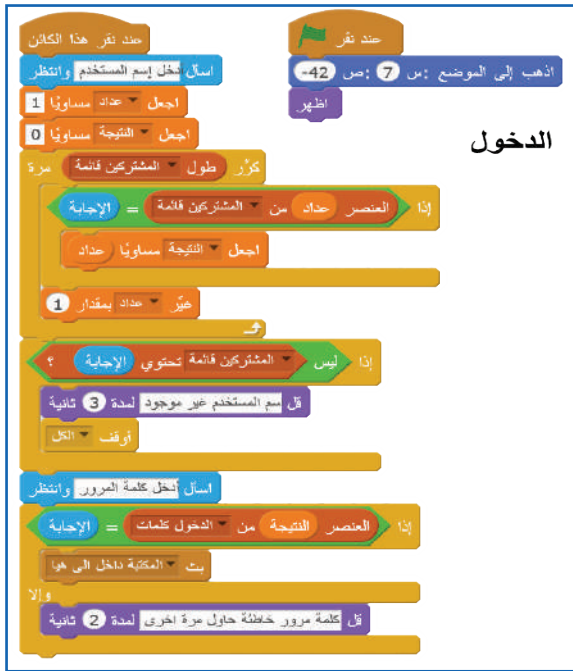 عند نقر
اذهب إلى الموضع :س 7 :ص -42
اظهر
الدخول
عند نقر هذا الكائن
اسأل أدخل إسم المستخدم وانتظر
اجعل عداد مساويًا 1
اجعل النتيجة مساويًا 0
كرِّر طول المشتركين قائمة مرة
إذا العنصر عداد من المشتركين قائمة = الإجابة
اجعل النتيجة مساويًا عداد
غيِّر عداد بمقدار 1
إذا ليس المشتركين قائمة تحتوي الإجابة ؟
قل سم المستخدم غير موجود لمدة 3 ثانية
أوقف الكل
اسأل أدخل كلمة المرور وانتظر
إذا العنصر النتيجة من الدخول كلمات = الإجابة
بث المكتبة داخل الى هيا
وإلا
قل كلمة مرور خاطئة حاول مرة اخرى لمدة 2 ثانية